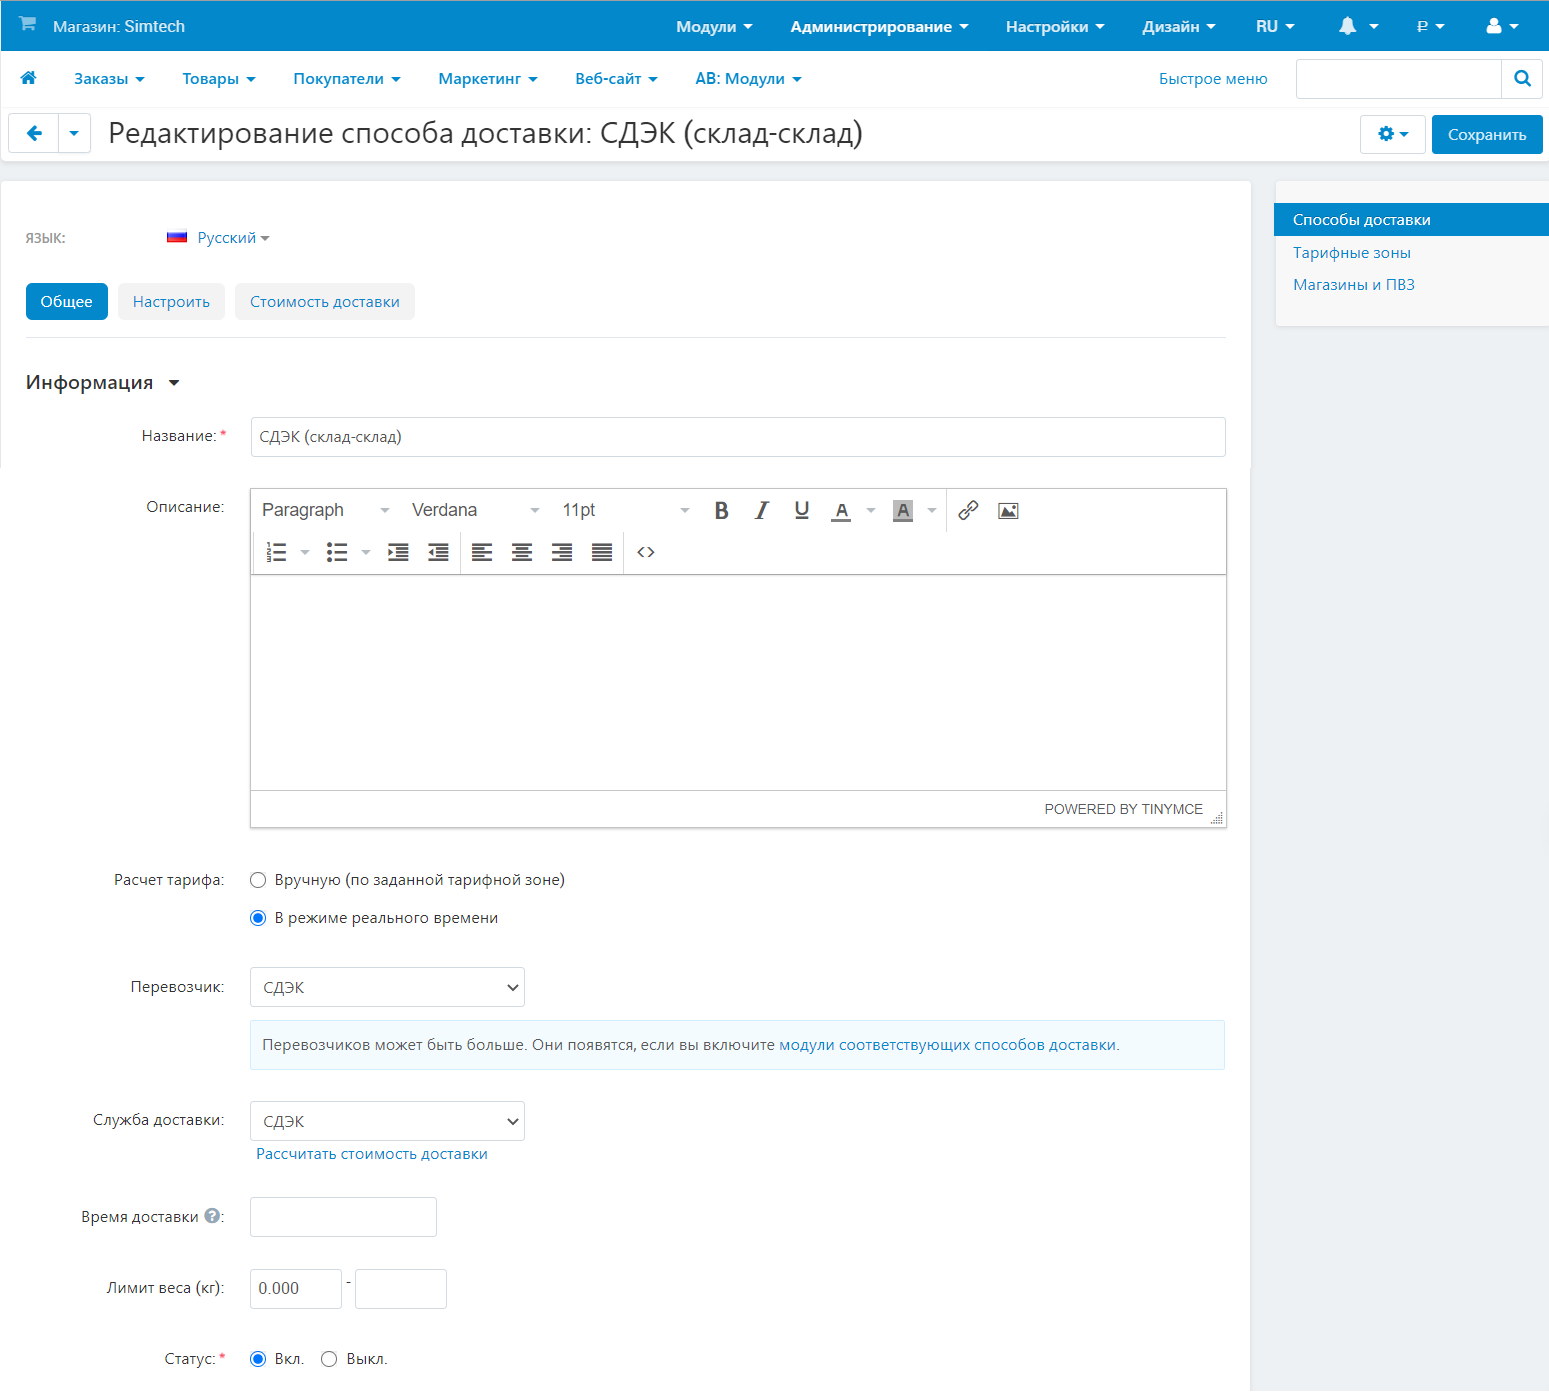 Магазин: Simtech
Модули
Администрирование
Настройки
Дизайн
RU
₽
Заказы
Товары
Покупатели
Маркетинг
Веб-сайт
AB: Модули
Быстрое меню
Редактирование способа доставки: СДЭК (склад-склад)
Сохранить
Способы доставки
Тарифные зоны
Магазины и ПВЗ
ЯЗЫК:
Русский
Общее
Настроить
Стоимость доставки
Информация
Название: *
СДЭК (склад-склад)
Описание:
Paragraph
Verdana
11pt
B I U A A
POWERED BY TINYMCE
Расчет тарифа:
Вручную (по заданной тарифной зоне)
В режиме реального времени
Перевозчик:
СДЭК
Перевозчиков может быть больше. Они появятся, если вы включите модули соответствующих способов доставки.
Служба доставки:
СДЭК
Рассчитать стоимость доставки
Время доставки ?:
Лимит веса (кг):
0.000 -
Статус: *
Вкл.
Выкл.